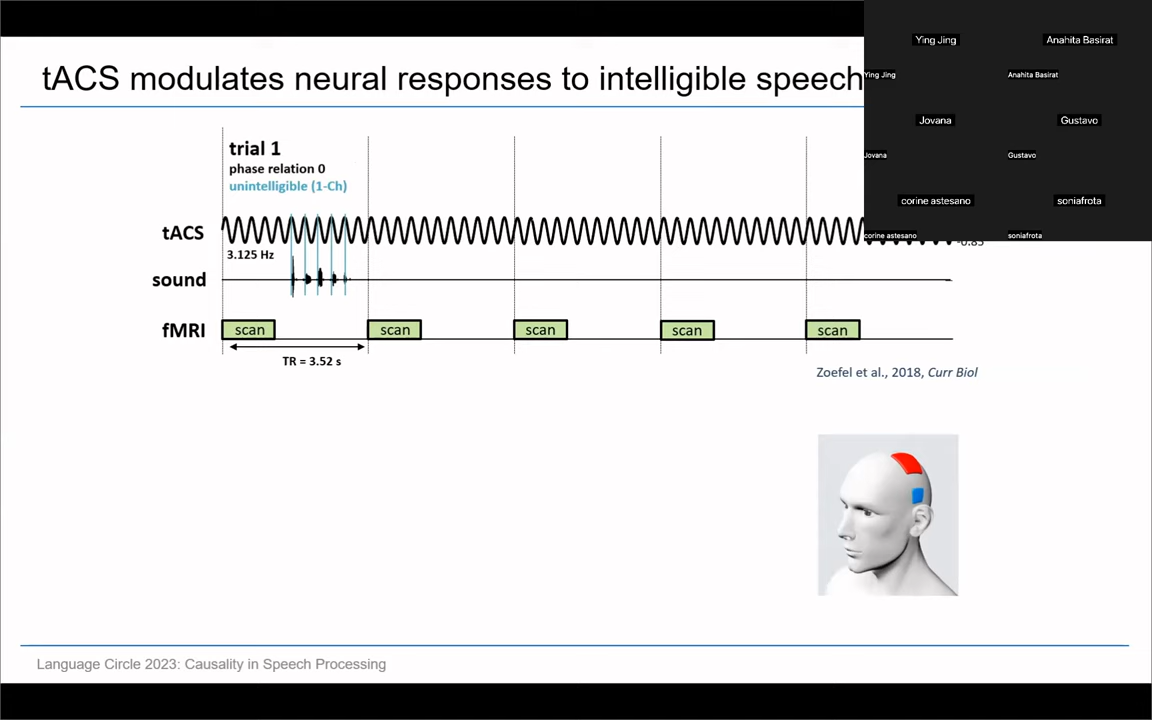 tACS modulates neural responses to intelligible speech
Ying Jing
Anahita Basirat
Ying Jing
Anahita Basirat
Jovana
Gustavo
Jovana
Gustavo
corine astesano
soniafrota
corine astesano
soniafrota
trial 1
phase relation 0
unintelligible (1-Ch)
tACS
3.125 Hz
-0.85
sound
fMRI
scan
scan
scan
scan
scan
TR = 3.52 s
Zoefel et al., 2018, Curr Biol
Language Circle 2023: Causality in Speech Processing